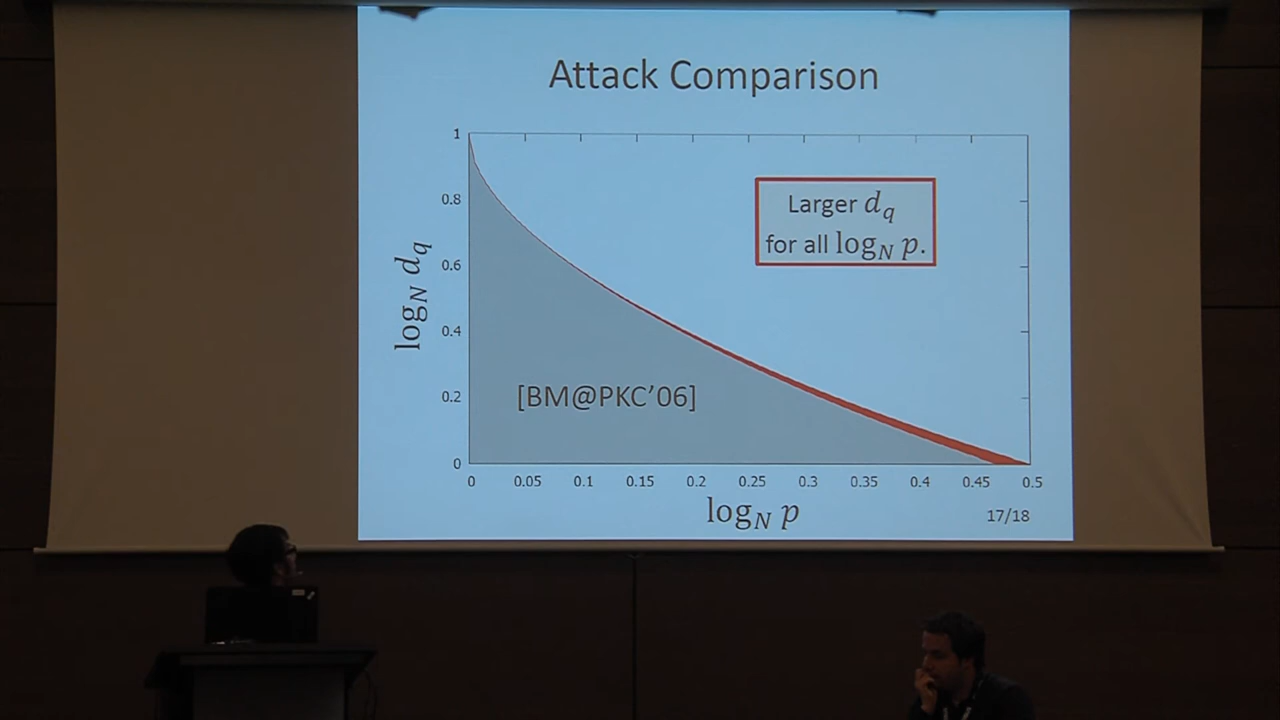 Attack Comparison
1
0.8
0.6
0.4
0.2
0
log_N d_q
Larger d_q
for all log_N p.
[BM@PKC’06]
0 0.05 0.1 0.15 0.2 0.25 0.3 0.35 0.4 0.45 0.5
log_N p
17/18